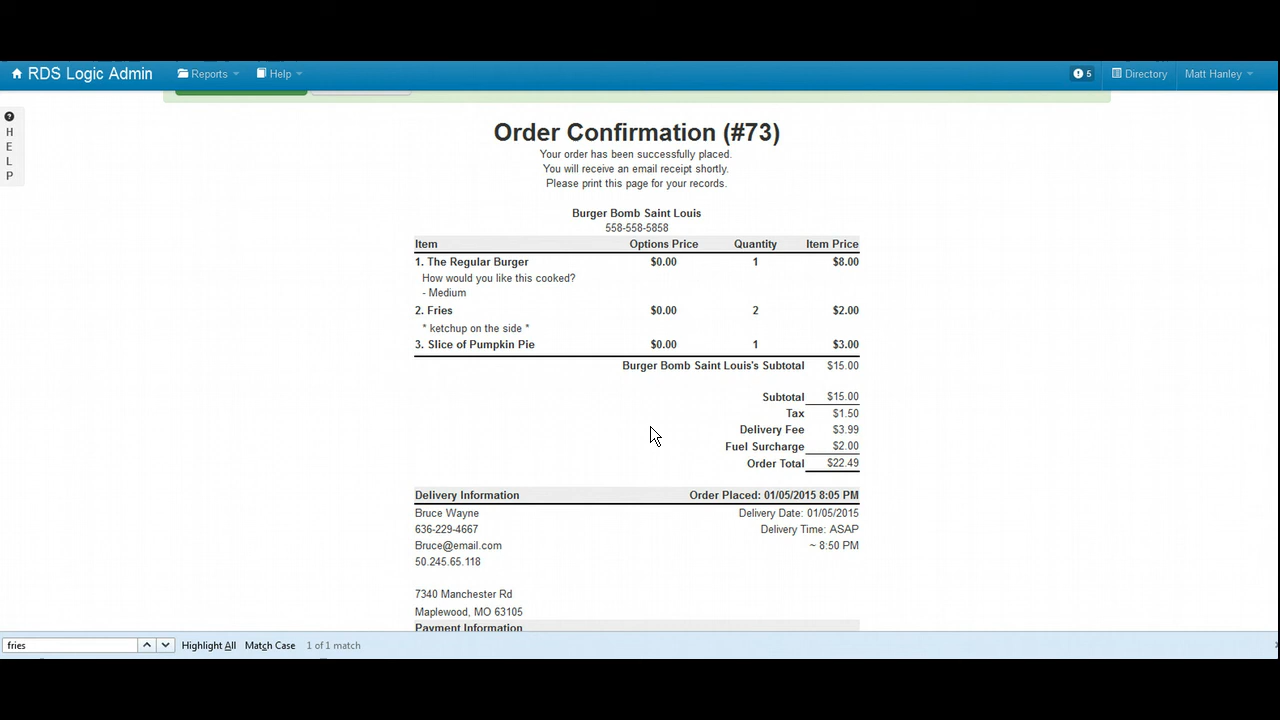 RDS Logic Admin Reports Help 5 Directory Matt Hanley
H
E
L
P
Order Confirmation (#73)
Your order has been successfully placed.
You will receive an email receipt shortly.
Please print this page for your records.
Burger Bomb Saint Louis
558-558-5858
Item Options Price Quantity Item Price
1. The Regular Burger $0.00 1 $8.00
How would you like this cooked?
- Medium
2. Fries $0.00 2 $2.00
* ketchup on the side *
3. Slice of Pumpkin Pie $0.00 1 $3.00
Burger Bomb Saint Louis's Subtotal $15.00
Subtotal $15.00
Tax $1.50
Delivery Fee $3.99
Fuel Surcharge $2.00
Order Total $22.49
Delivery Information Order Placed: 01/05/2015 8:05 PM
Bruce Wayne Delivery Date: 01/05/2015
636-229-4667 Delivery Time: ASAP
Bruce@email.com ~ 8:50 PM
50.245.65.118
7340 Manchester Rd
Maplewood, MO 63105
Payment Information
fries Highlight All Match Case 1 of 1 match